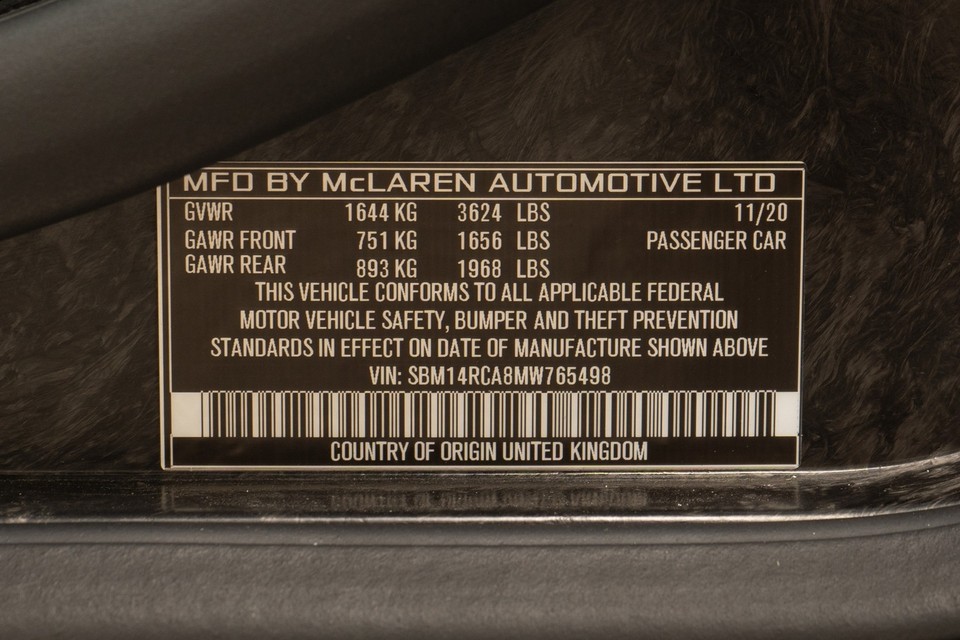 MFD BY McLAREN AUTOMOTIVE LTD
GVWR 1644 KG 3624 LBS 11/20
GAWR FRONT 751 KG 1656 LBS PASSENGER CAR
GAWR REAR 893 KG 1968 LBS
THIS VEHICLE CONFORMS TO ALL APPLICABLE FEDERAL
MOTOR VEHICLE SAFETY, BUMPER AND THEFT PREVENTION
STANDARDS IN EFFECT ON DATE OF MANUFACTURE SHOWN ABOVE
VIN: SBM14RCA8MW765498
COUNTRY OF ORIGIN UNITED KINGDOM